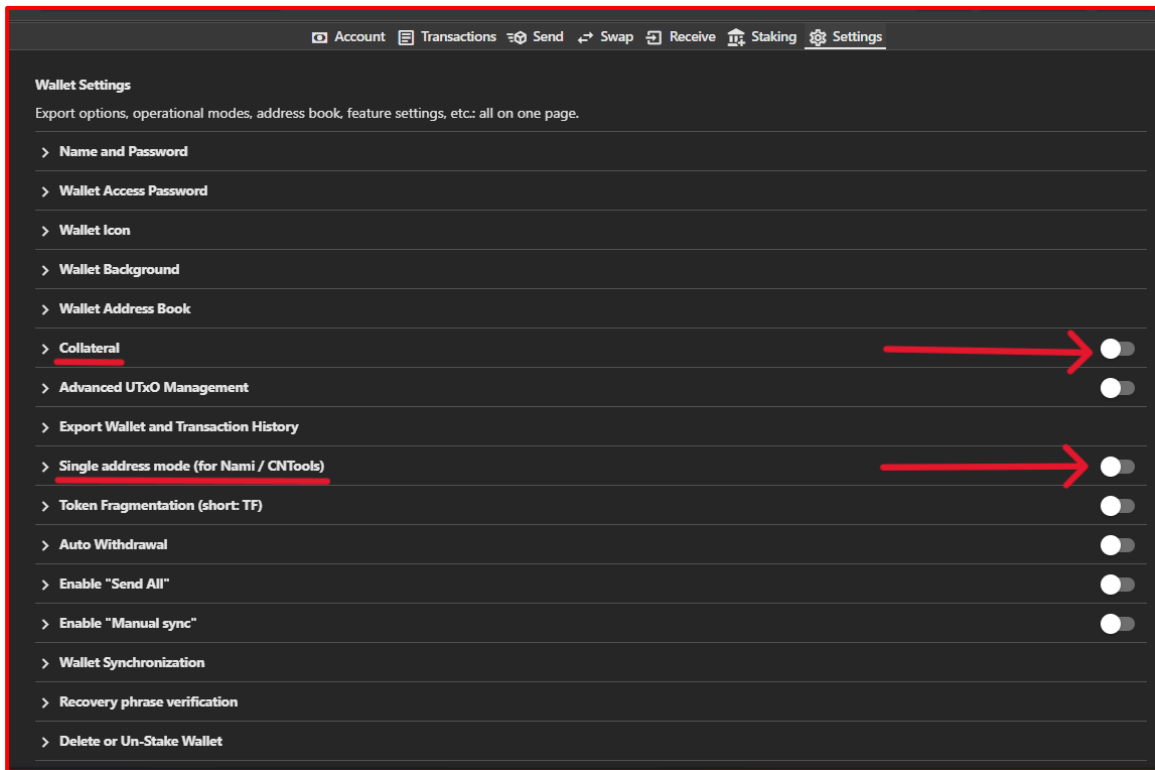 Account Transactions Send Swap Receive Staking Settings
Wallet Settings
Export options, operational modes, address book, feature settings, etc.: all on one page.
Name and Password
Wallet Access Password
Wallet Icon
Wallet Background
Wallet Address Book
Collateral
Advanced UTxO Management
Export Wallet and Transaction History
Single address mode (for Nami / CNTools)
Token Fragmentation (short: TF)
Auto Withdrawal
Enable "Send All"
Enable "Manual sync"
Wallet Synchronization
Recovery phrase verification
Delete or Un-Stake Wallet